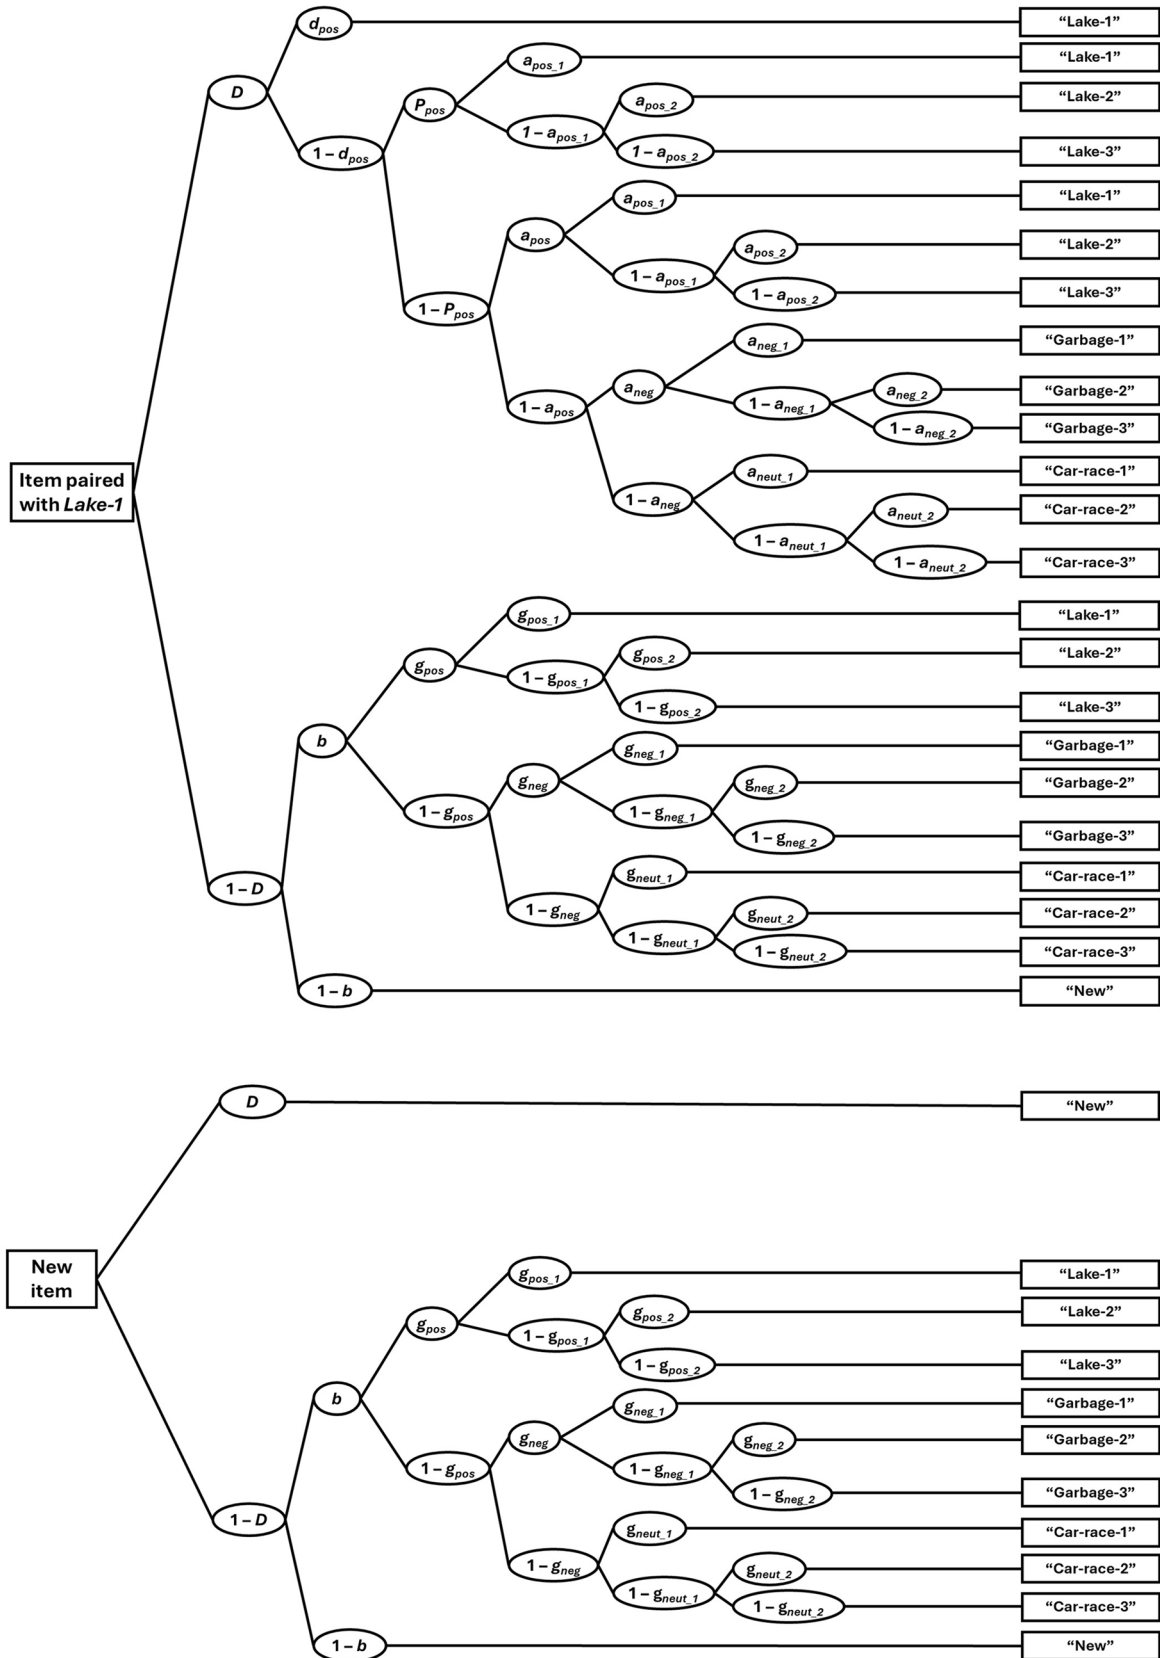 d_pos “Lake-1”
a_pos_1 “Lake-1”
D P_pos a_pos_2 “Lake-2”
1 – a_pos_1
1 – d_pos 1 – a_pos_2 “Lake-3”
a_pos_1 “Lake-1”
a_pos a_pos_2 “Lake-2”
1 – a_pos_1
1 – P_pos 1 – a_pos_2 “Lake-3”
a_neg_1 “Garbage-1”
a_neg a_neg_2 “Garbage-2”
1 – a_pos 1 – a_neg_1
1 – a_neg_2 “Garbage-3”
Item paired
with Lake-1
a_neut_1 “Car-race-1”
1 – a_neg a_neut_2 “Car-race-2”
1 – a_neut_1
1 – a_neut_2 “Car-race-3”
g_pos_1 “Lake-1”
g_pos g_pos_2 “Lake-2”
1 – g_pos_1
1 – g_pos_2 “Lake-3”
b g_neg_1 “Garbage-1”
g_neg g_neg_2 “Garbage-2”
1 – g_pos 1 – g_neg_1
1 – g_neg_2 “Garbage-3”
1 – D g_neut_1 “Car-race-1”
1 – g_neg g_neut_2 “Car-race-2”
1 – g_neut_1
1 – g_neut_2 “Car-race-3”
1 – b “New”
D “New”
New
item
g_pos_1 “Lake-1”
g_pos g_pos_2 “Lake-2”
1 – g_pos_1
1 – g_pos_2 “Lake-3”
b g_neg_1 “Garbage-1”
g_neg g_neg_2 “Garbage-2”
1 – g_pos 1 – g_neg_1
1 – g_neg_2 “Garbage-3”
1 – D g_neut_1 “Car-race-1”
1 – g_neg g_neut_2 “Car-race-2”
1 – g_neut_1
1 – g_neut_2 “Car-race-3”
1 – b “New”